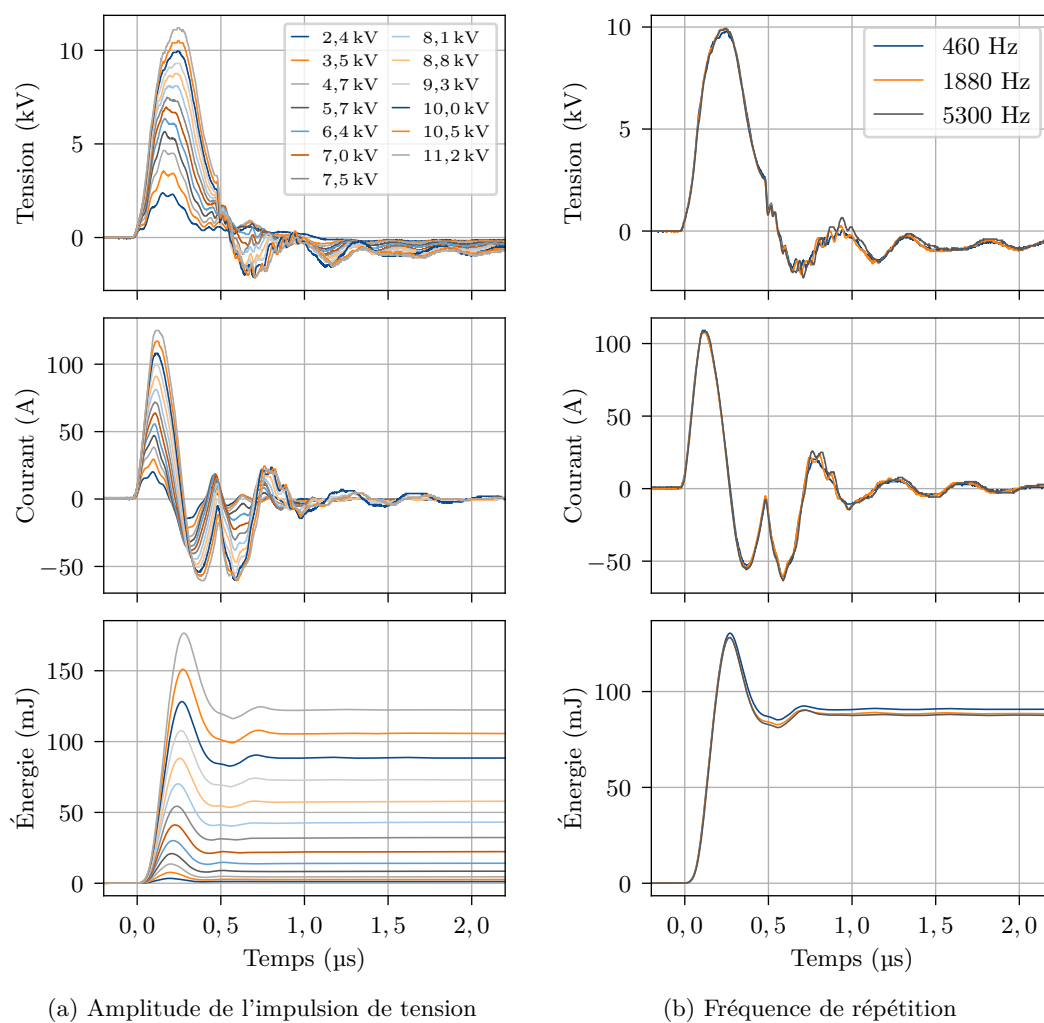 Tension (kV)
10
5
0
2,4 kV
3,5 kV
4,7 kV
5,7 kV
6,4 kV
7,0 kV
7,5 kV
8,1 kV
8,8 kV
9,3 kV
10,0 kV
10,5 kV
11,2 kV
Tension (kV)
10
5
0
460 Hz
1880 Hz
5300 Hz
Courant (A)
100
50
0
−50
Courant (A)
100
50
0
−50
Énergie (mJ)
150
100
50
0
0,0 0,5 1,0 1,5 2,0
Temps (µs)
Énergie (mJ)
100
50
0
0,0 0,5 1,0 1,5 2,0
Temps (µs)
(a) Amplitude de l'impulsion de tension
(b) Fréquence de répétition